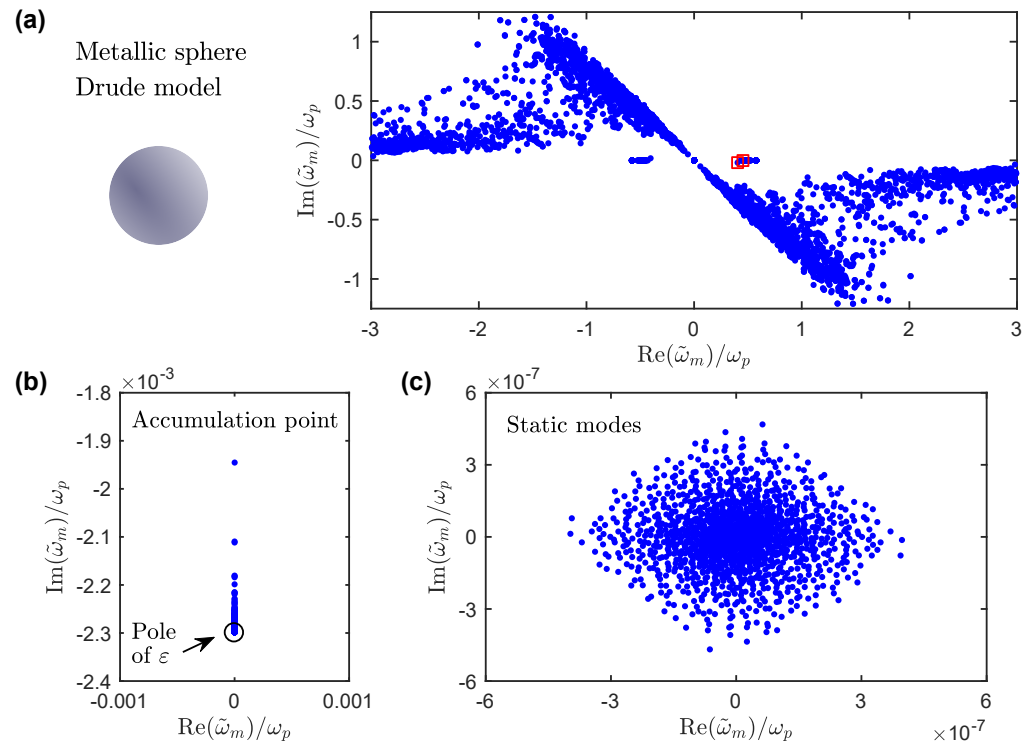 (a)
Metallic sphere
Drude model
Im(ω̃ₘ)/ωₚ
1
0.5
0
-0.5
-1
-3
-2
-1
0
1
2
3
Re(ω̃ₘ)/ωₚ
(b)
×10⁻³
Accumulation point
Im(ω̃ₘ)/ωₚ
-1.8
-1.9
-2
-2.1
-2.2
-2.3
-2.4
Pole
of ε
-0.001
0
0.001
Re(ω̃ₘ)/ωₚ
(c)
×10⁻⁷
Static modes
Im(ω̃ₘ)/ωₚ
6
3
0
-3
-6
-6
-3
0
3
6
Re(ω̃ₘ)/ωₚ
×10⁻⁷